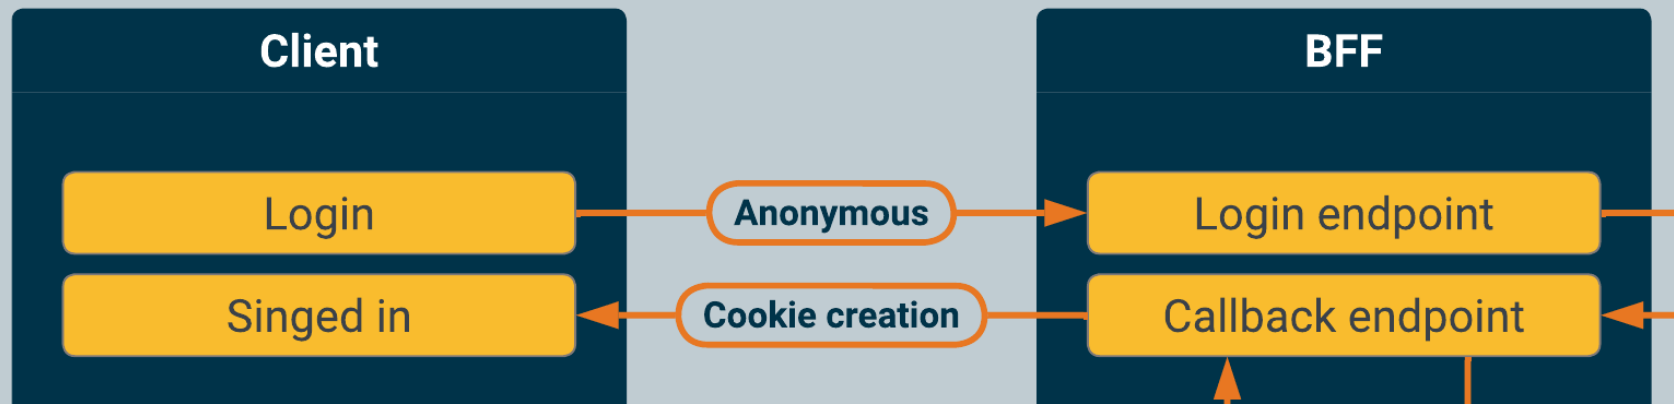 Client
BFF
Login
Anonymous
Login endpoint
Singed in
Cookie creation
Callback endpoint